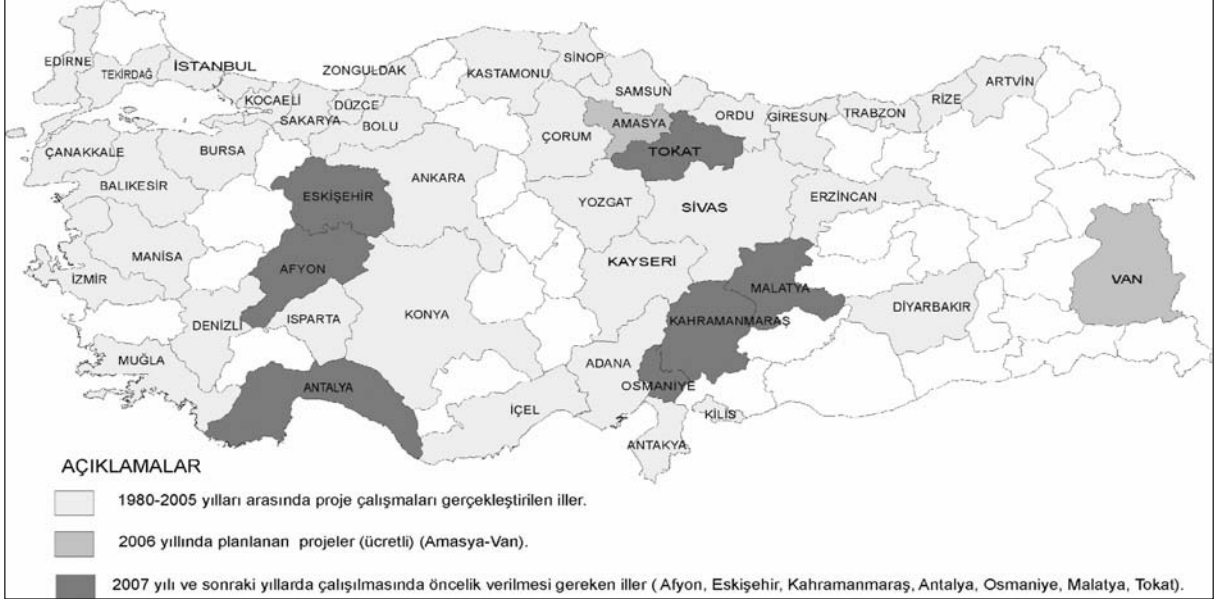 EDİRNE
TEKİRDAĞ
İSTANBUL
ZONGULDAK
KASTAMONU
SİNOP
SAMSUN
ARTVİN
RİZE
KOCAELİ
DÜZCE
SAKARYA
BOLU
ÇORUM
AMASYA
ORDU
GİRESUN
TRABZON
ÇANAKKALE
BURSA
TOKAT
BALIKESİR
ESKİŞEHİR
ANKARA
YOZGAT
SİVAS
ERZİNCAN
MANİSA
İZMİR
AFYON
KAYSERİ
MALATYA
VAN
DENİZLİ
ISPARTA
KONYA
KAHRAMANMARAŞ
DİYARBAKIR
MUĞLA
ANTALYA
ADANA
OSMANIYE
İÇEL
KİLİS
ANTAKYA
AÇIKLAMALAR
1980-2005 yılları arasında proje çalışmaları gerçekleştirilen iller.
2006 yıllında planlanan projeler (ücretli) (Amasya-Van).
2007 yılı ve sonraki yıllarda çalışılmasında öncelik verilmesi gereken iller ( Afyon, Eskişehir, Kahramanmaraş, Antalya, Osmaniye, Malatya, Tokat).